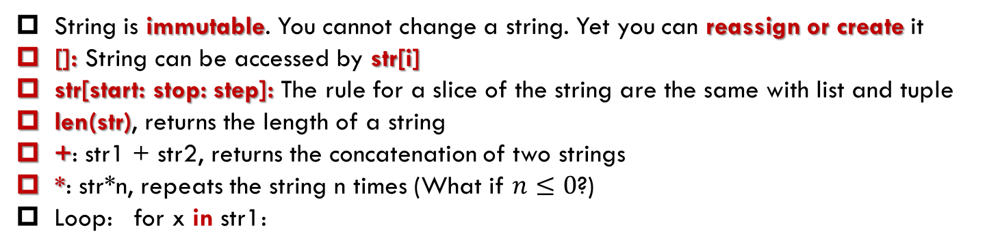 String is immutable. You cannot change a string. Yet you can reassign or create it
[]: String can be accessed by str[i]
str[start: stop: step]: The rule for a slice of the string are the same with list and tuple
len(str), returns the length of a string
+: str1 + str2, returns the concatenation of two strings
*: str*n, repeats the string n times (What if n ≤ 0?)
Loop: for x in str1: